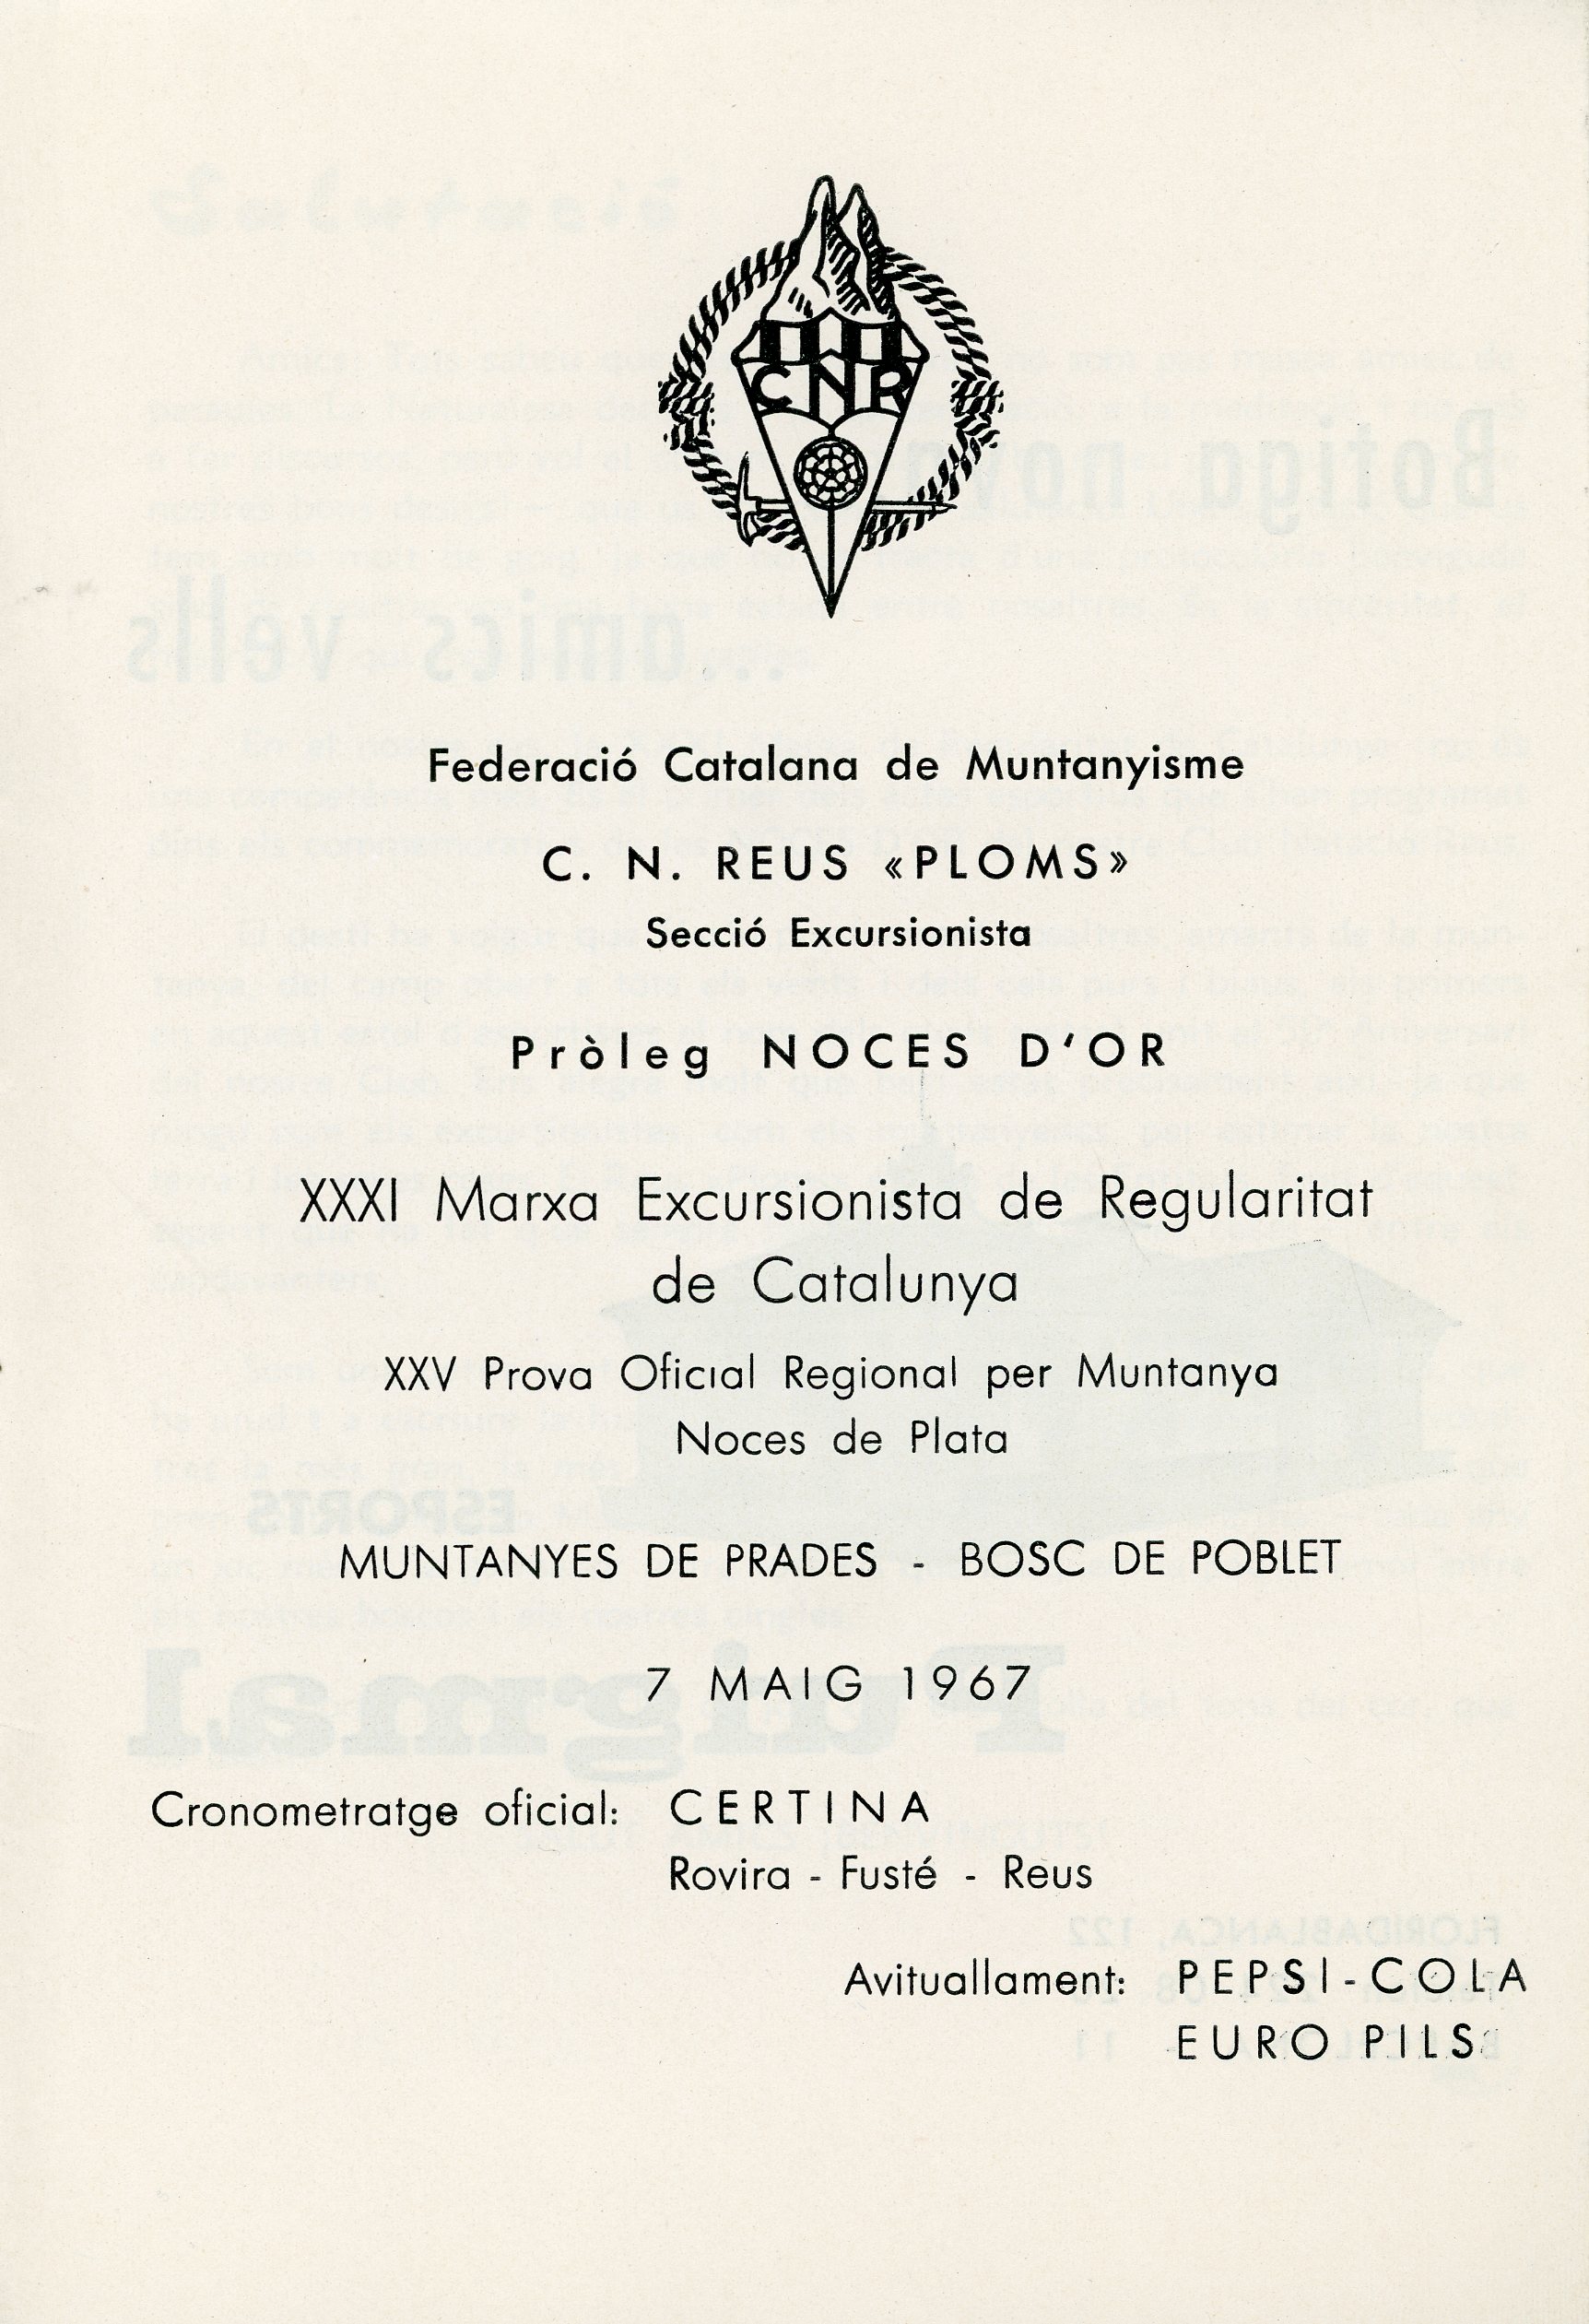 CNR
Federació Catalana de Muntanyisme
C. N. REUS «PLOMS»
Secció Excursionista
Pròleg NOCES D'OR
XXXI Marxa Excursionista de Regularitat
de Catalunya
XXV Prova Oficial Regional per Muntanya
Noces de Plata
MUNTANYES DE PRADES - BOSC DE POBLET
7 MAIG 1967
Cronometratge oficial: CERTINA
Rovira - Fusté - Reus
Avituallament: PEPSI-COLA
EURO PILS